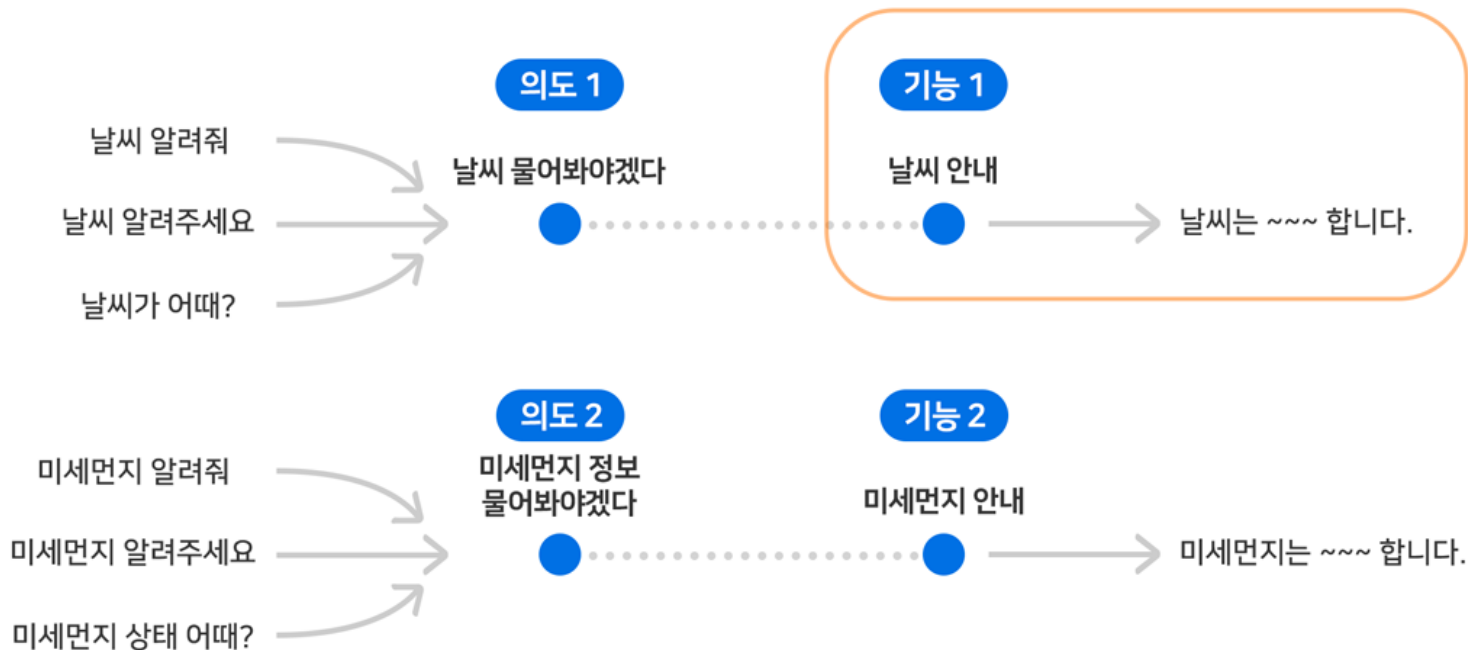 의도 1
기능 1
날씨 알려줘
날씨 물어봐야겠다
날씨 안내
날씨 알려주세요
날씨는 ~~~ 합니다.
날씨가 어때?
의도 2
기능 2
미세먼지 알려줘
미세먼지 정보
물어봐야겠다
미세먼지 안내
미세먼지 알려주세요
미세먼지는 ~~~ 합니다.
미세먼지 상태 어때?